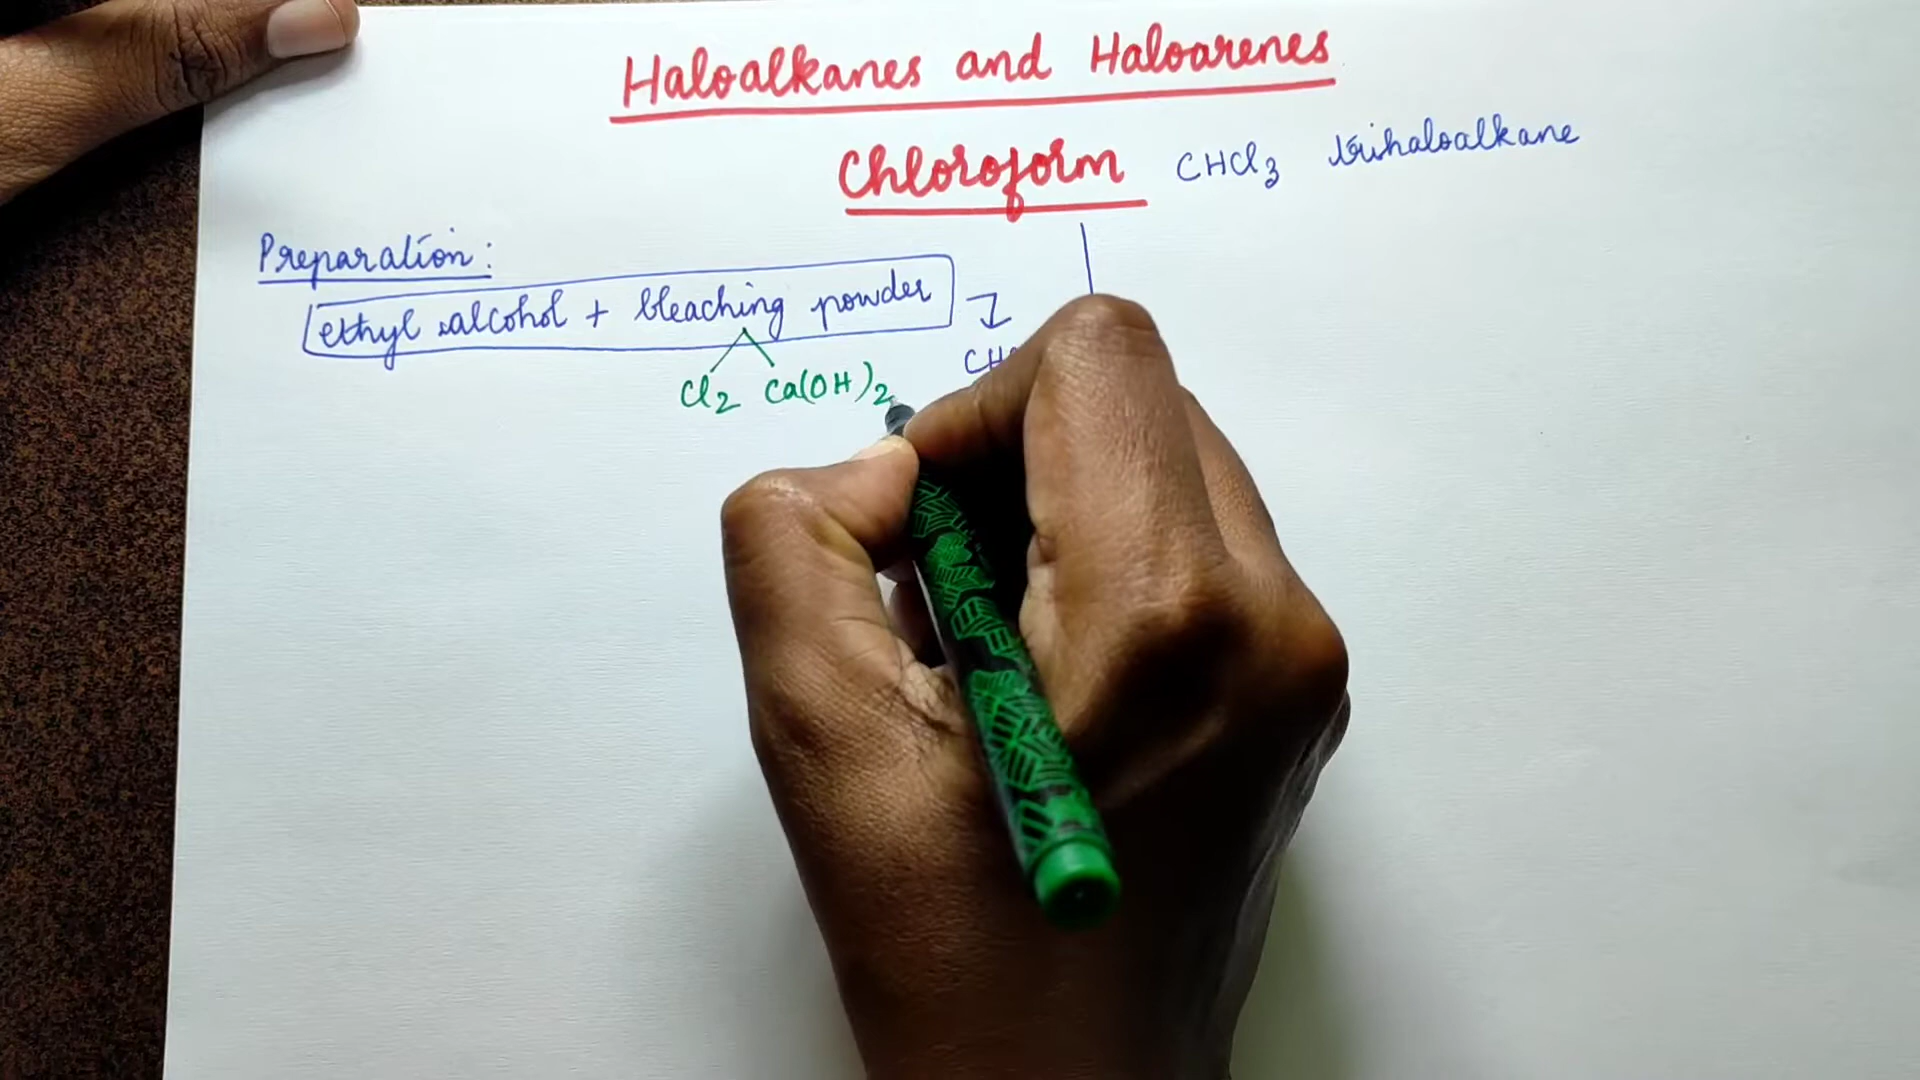 Haloalkanes and Haloarenes
Chloroform CHCl3 trihaloalkane
Preparation:
ethyl alcohol + bleaching powder
Cl2 Ca(OH)2